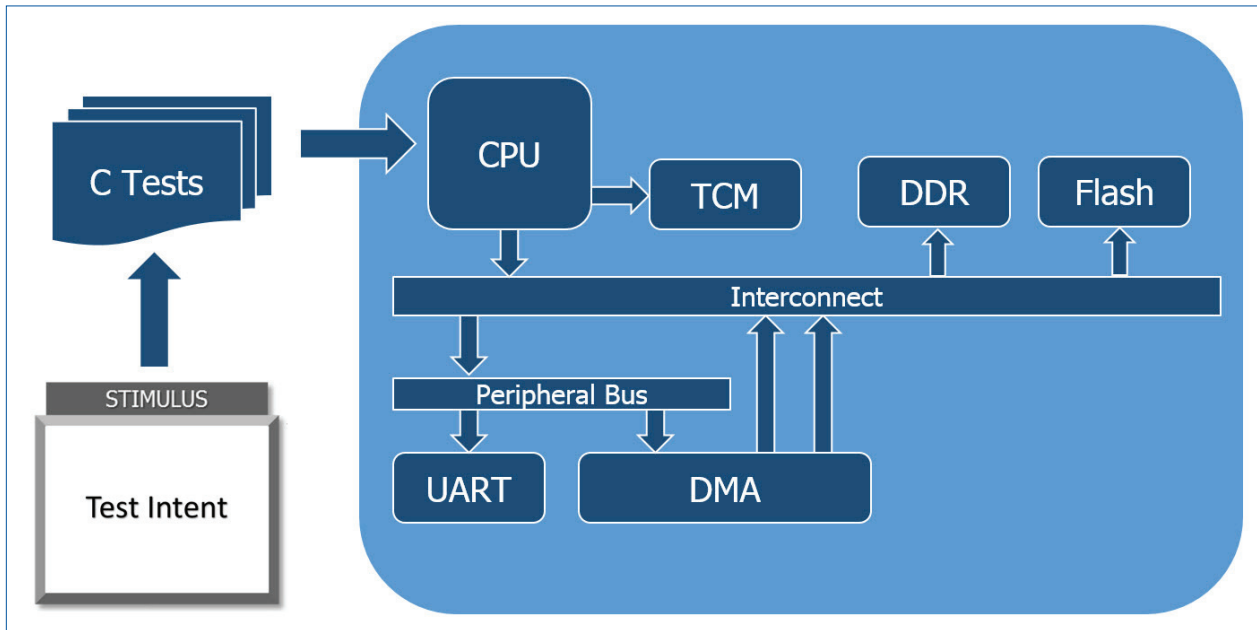 CPU
C Tests
TCM
DDR
Flash
Interconnect
Peripheral Bus
STIMULUS
UART
DMA
Test Intent